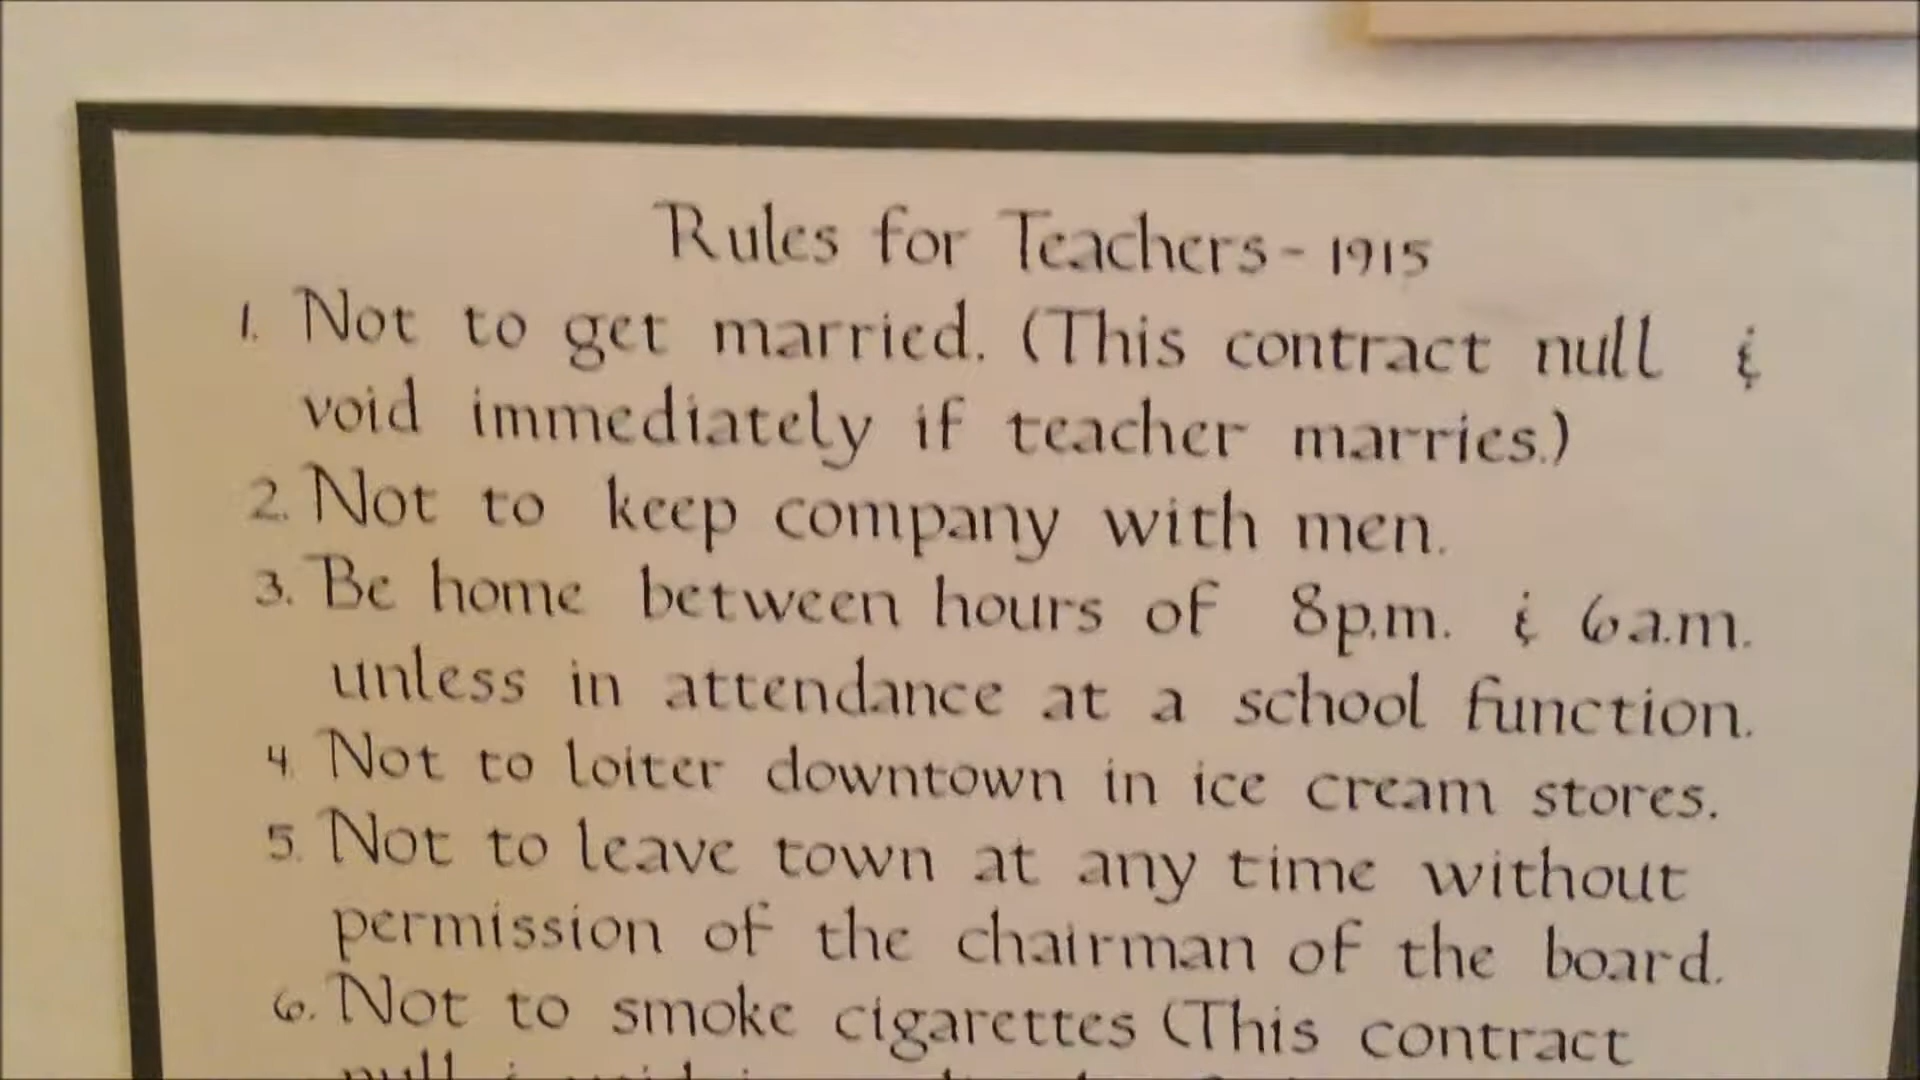 Rules for Teachers - 1915
1. Not to get married. (This contract null &
void immediately if teacher marries.)
2. Not to keep company with men.
3. Be home between hours of 8p.m. & 6a.m.
unless in attendance at a school function.
4. Not to loiter downtown in ice cream stores.
5. Not to leave town at any time without
permission of the chairman of the board.
6. Not to smoke cigarettes (This contract
null &